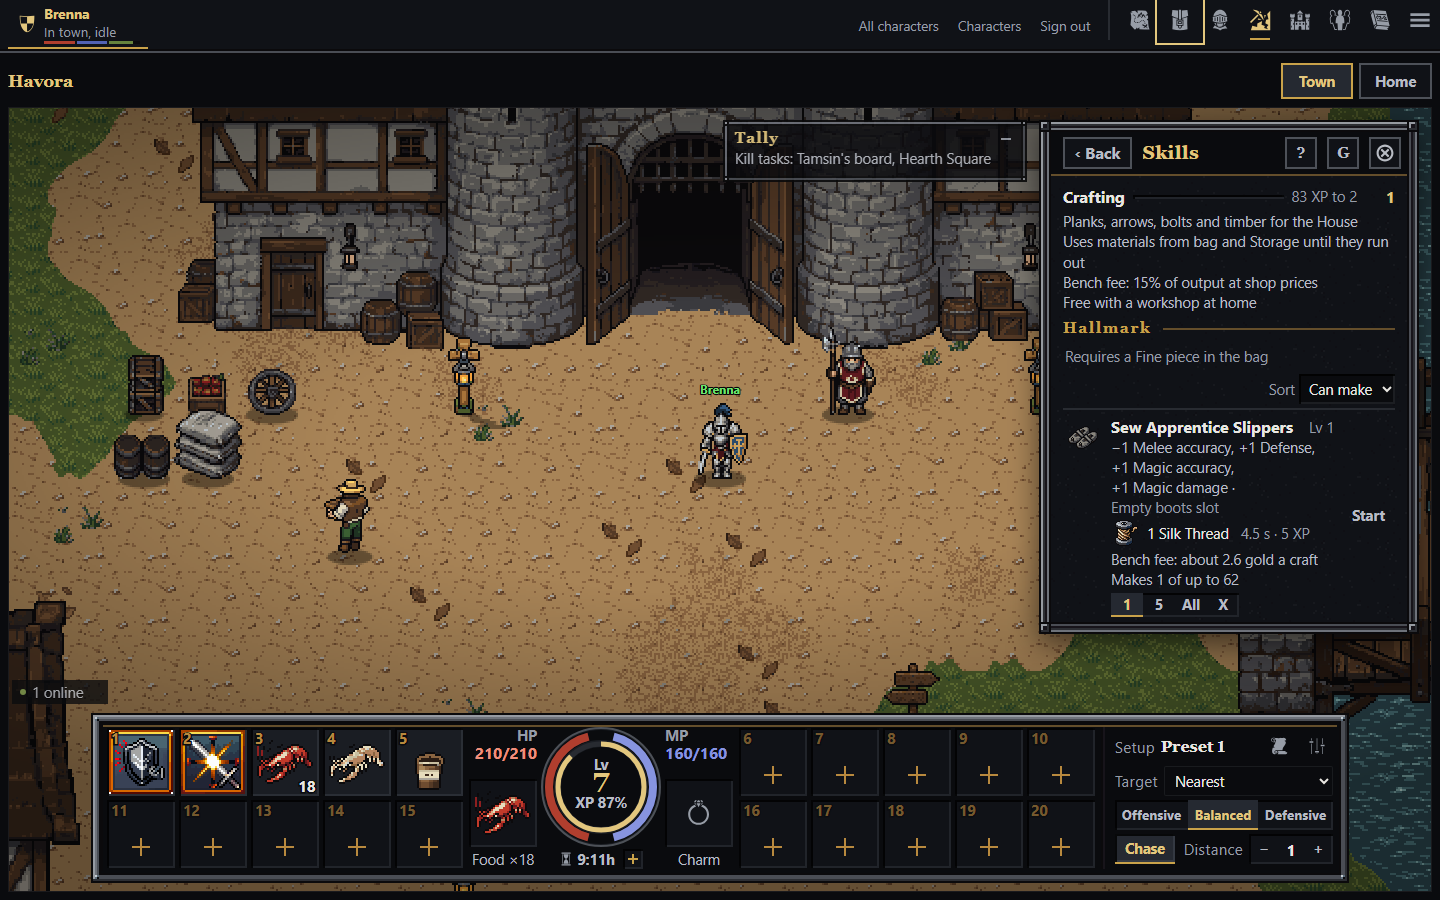 Brenna
In town, idle
All characters
Characters
Sign out
Havora
Town
Home
Tally
Kill tasks: Tamsin's board, Hearth Square
‹ Back
Skills
?
G
Crafting
83 XP to 2
1
Planks, arrows, bolts and timber for the House
Uses materials from bag and Storage until they run
out
Bench fee: 15% of output at shop prices
Free with a workshop at home
Hallmark
Requires a Fine piece in the bag
Sort
Can make
Sew Apprentice Slippers
Lv 1
−1 Melee accuracy, +1 Defense,
+1 Magic accuracy,
+1 Magic damage ·
Empty boots slot
Start
1 Silk Thread
4.5 s · 5 XP
Bench fee: about 2.6 gold a craft
Makes 1 of up to 62
1
5
All
X
Brenna
1 online
1
2
3
18
4
5
HP
210/210
Food ×18
Lv
7
XP 87%
9:11h
+
MP
160/160
Charm
6
7
8
9
10
11
12
13
14
15
16
17
18
19
20
Setup
Preset 1
Target
Nearest
Offensive
Balanced
Defensive
Chase
Distance
−
1
+